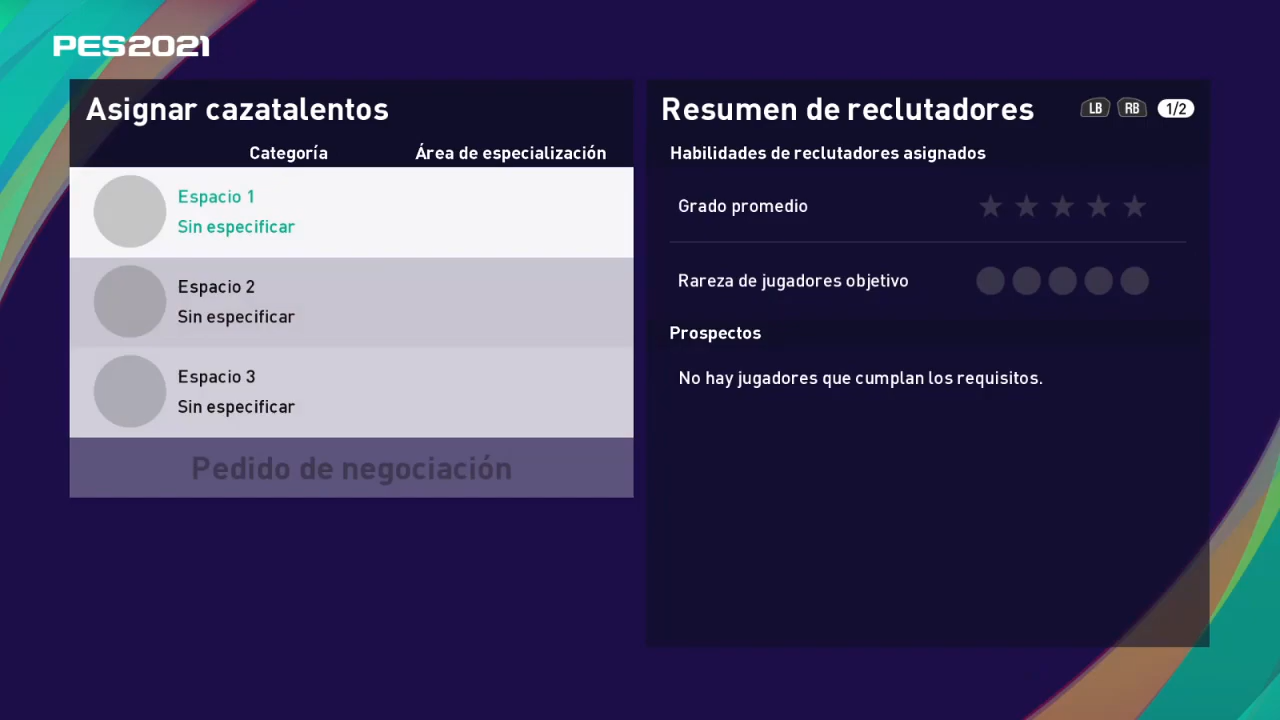 PES2021
Asignar cazatalentos
Categoría Área de especialización
Espacio 1
Sin especificar
Espacio 2
Sin especificar
Espacio 3
Sin especificar
Pedido de negociación
Resumen de reclutadores LB RB 1/2
Habilidades de reclutadores asignados
Grado promedio
Rareza de jugadores objetivo
Prospectos
No hay jugadores que cumplan los requisitos.